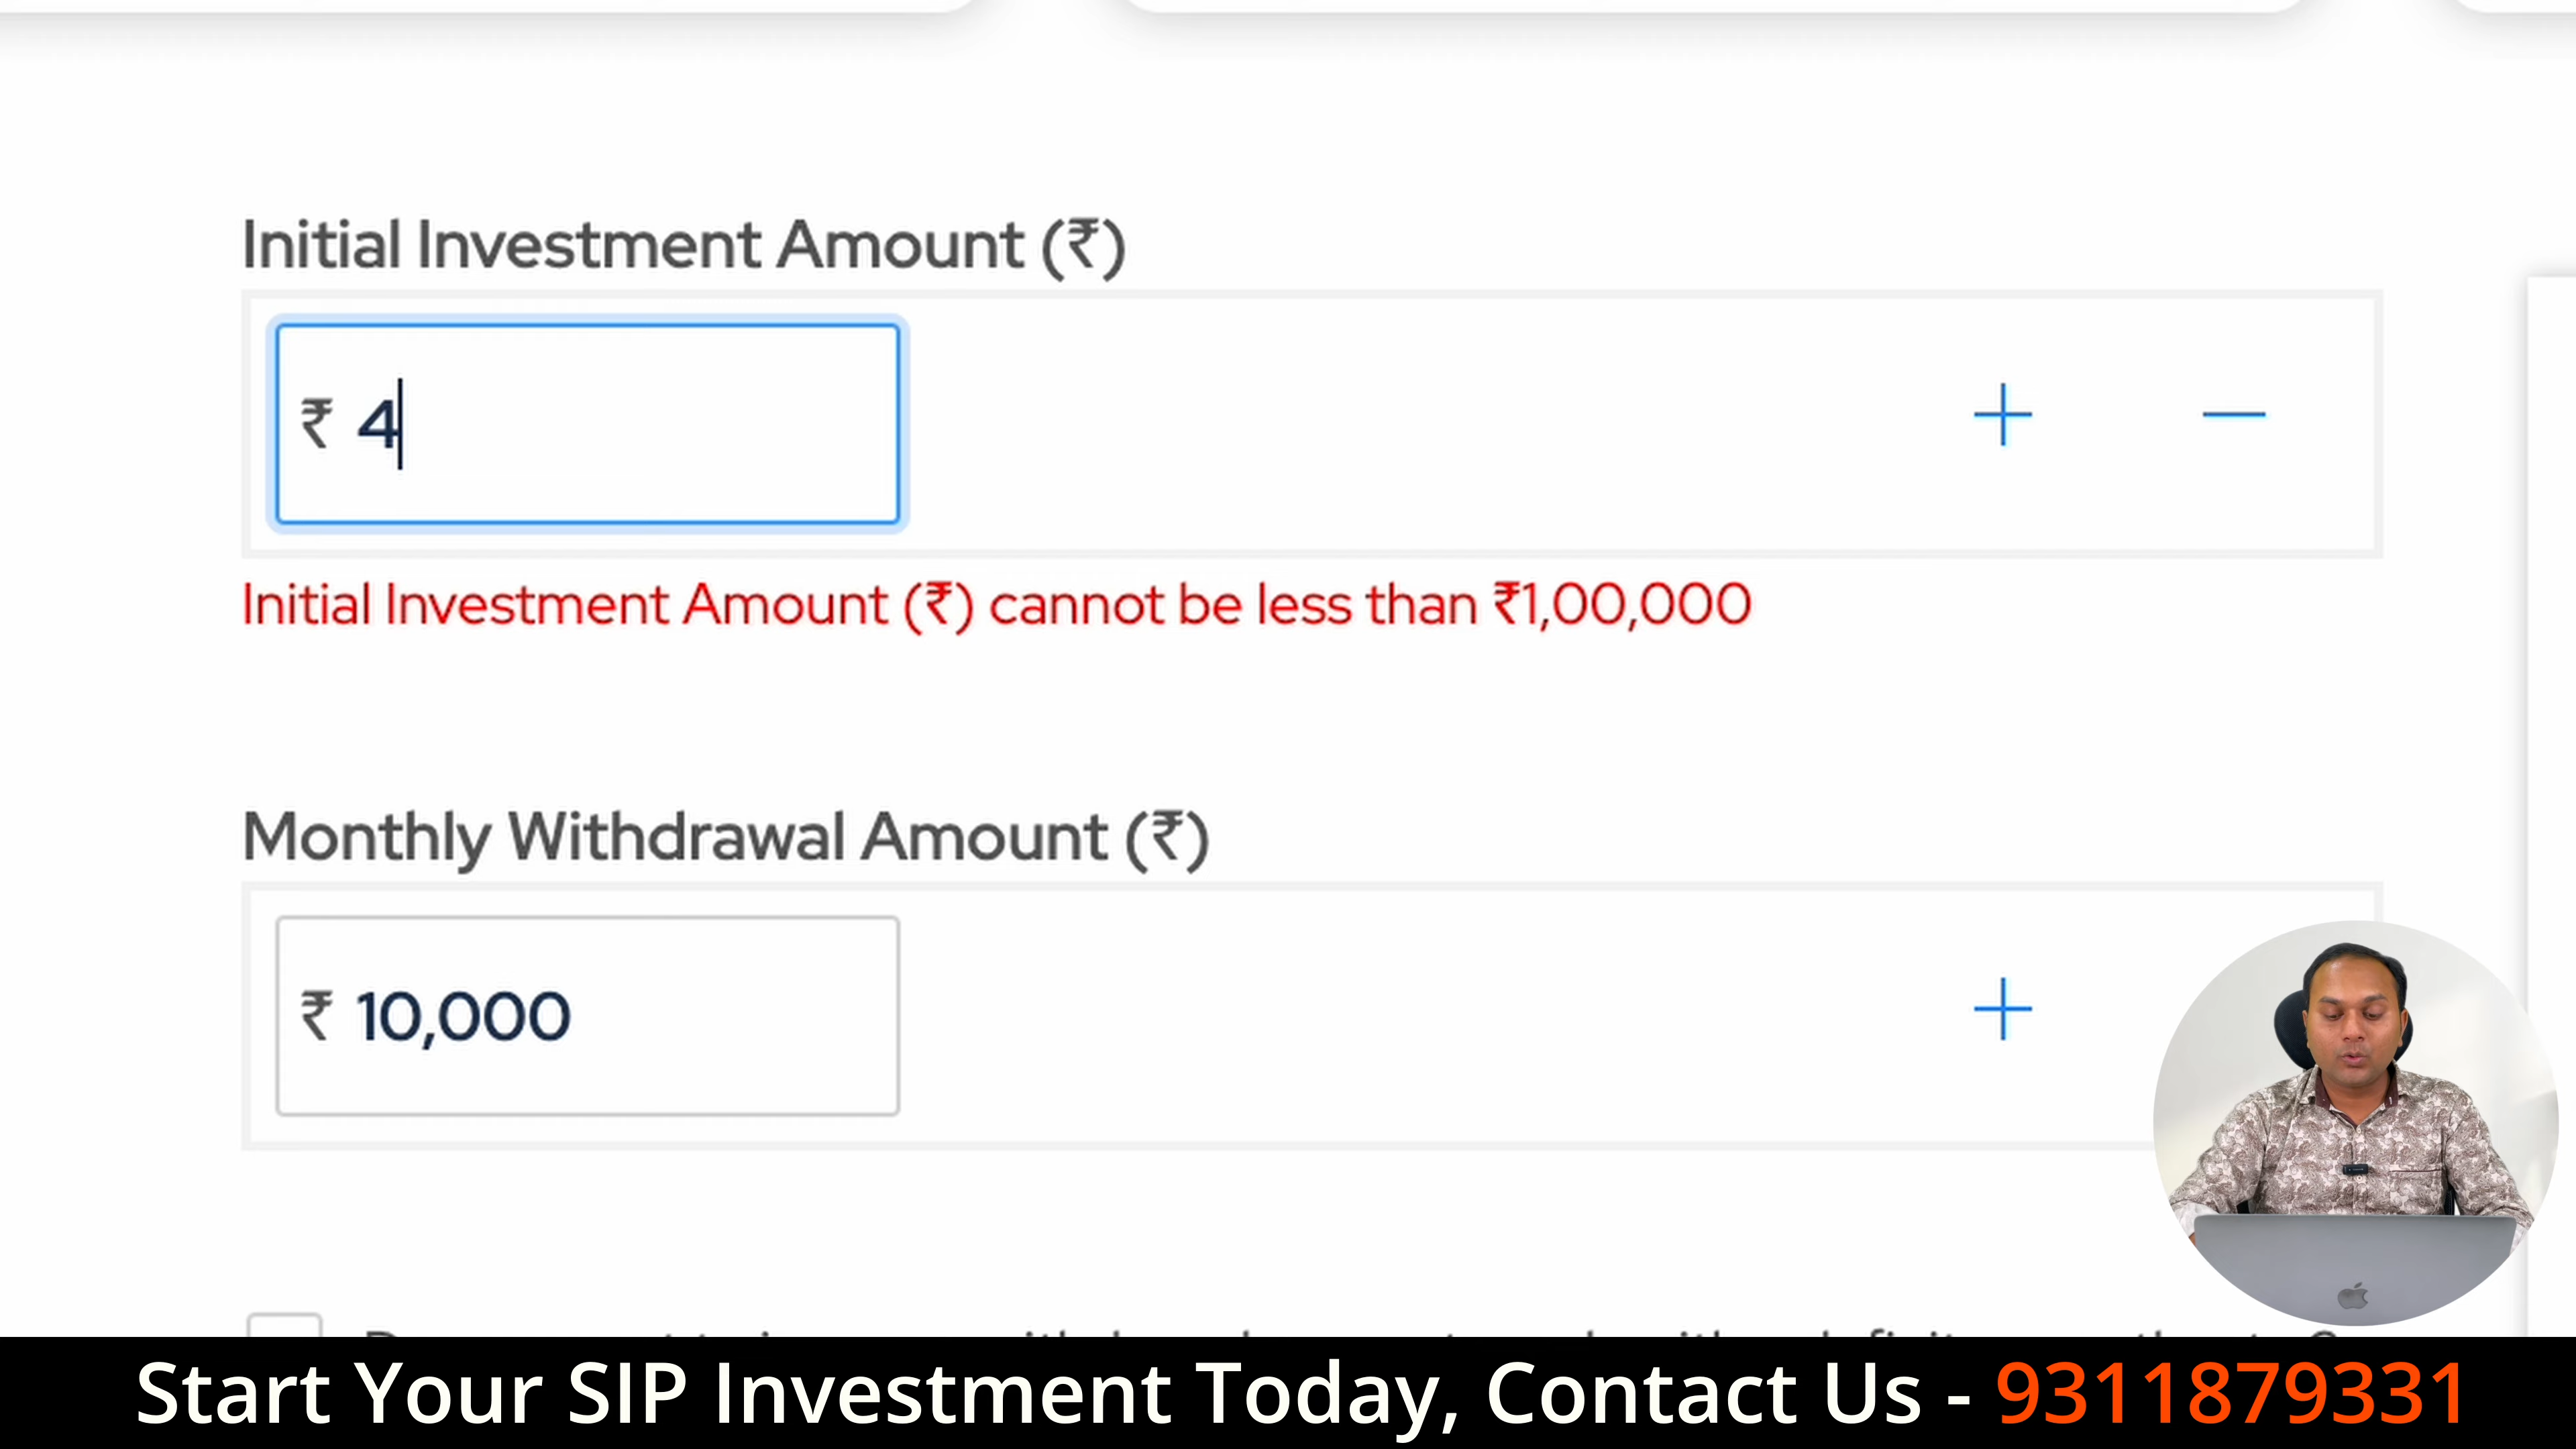 Initial Investment Amount (₹)
₹ 4
Initial Investment Amount (₹) cannot be less than ₹1,00,000
Monthly Withdrawal Amount (₹)
₹ 10,000
Start Your SIP Investment Today, Contact Us - 9311879331